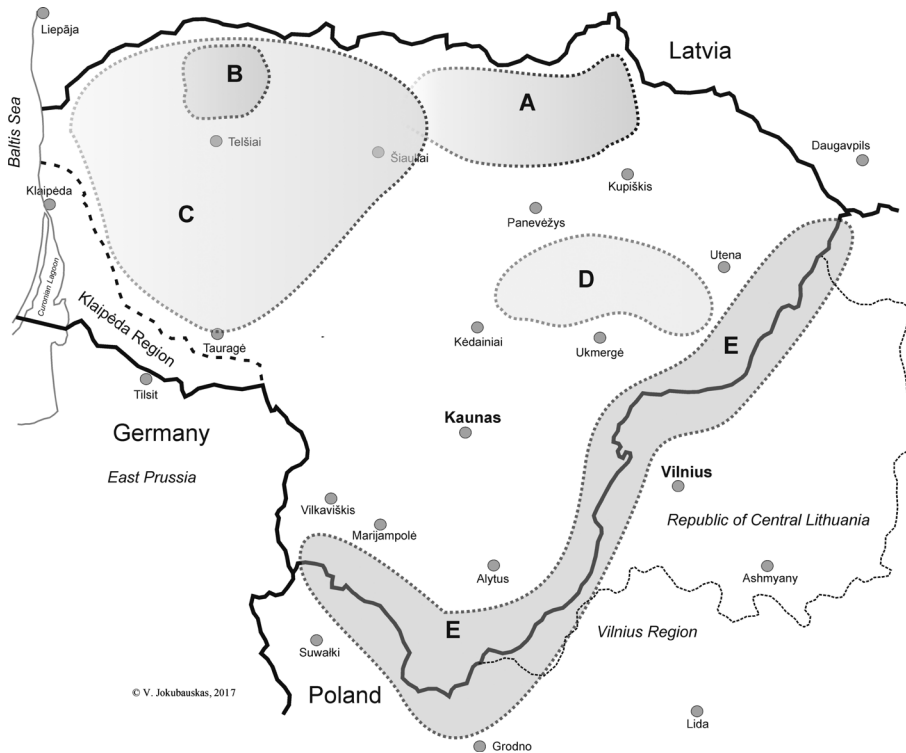 Liepāja
Latvia
B
A
Baltis Sea
Telšiai
Šiauliai
Daugavpils
Kupiškis
Klaipėda
C
Panevėžys
Utena
Curonian Lagoon
D
Klaipėda Region
Tauragė
Kėdainiai
Ukmergė
E
Tilsit
Kaunas
Germany
East Prussia
Vilnius
Vilkaviškis
Republic of Central Lithuania
Marijampolė
Alytus
Ashmyany
E
Vilnius Region
Suwałki
© V. Jokubauskas, 2017
Poland
Lida
Grodno